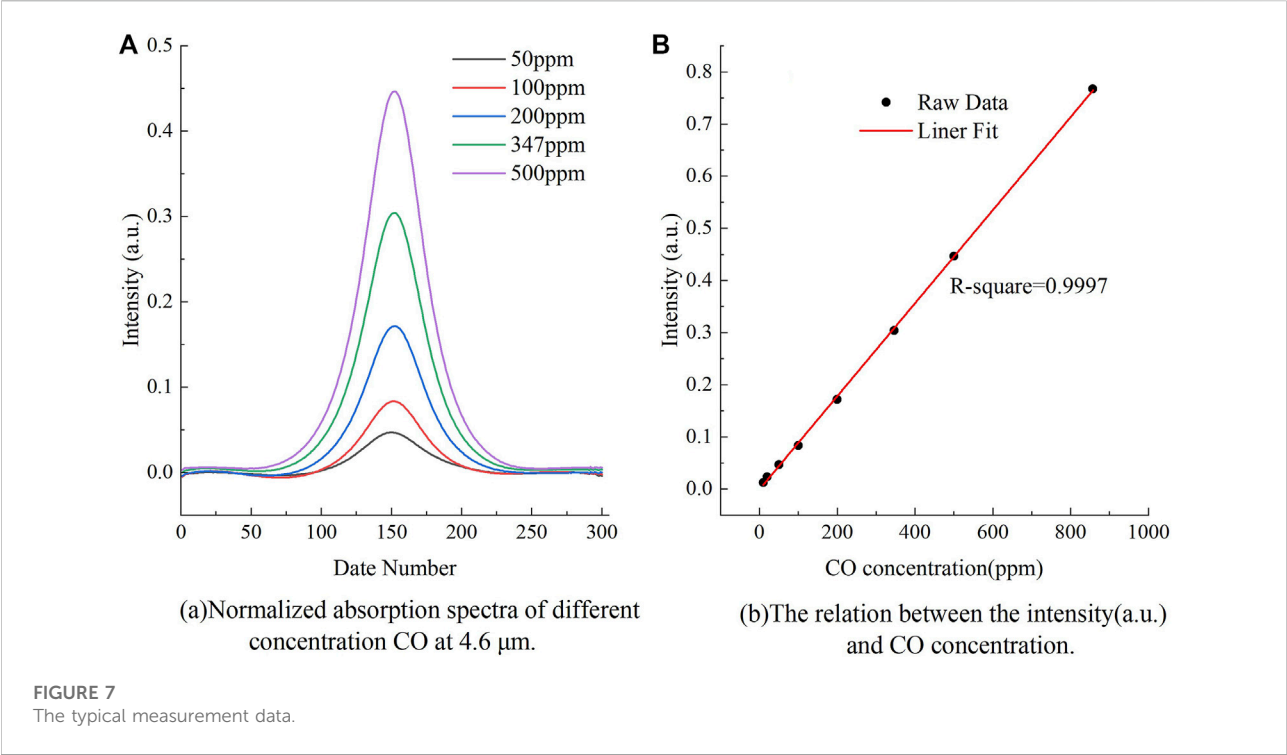 A
0.5
0.4
0.3
0.2
0.1
0.0
Intensity (a.u.)
50ppm
100ppm
200ppm
347ppm
500ppm
0 50 100 150 200 250 300
Date Number
(a)Normalized absorption spectra of different
concentration CO at 4.6 μm.
B
0.8
0.7
0.6
0.5
0.4
0.3
0.2
0.1
0.0
Intensity (a.u.)
Raw Data
Liner Fit
R-square=0.9997
0 200 400 600 800 1000
CO concentration(ppm)
(b)The relation between the intensity(a.u.)
and CO concentration.
FIGURE 7
The typical measurement data.